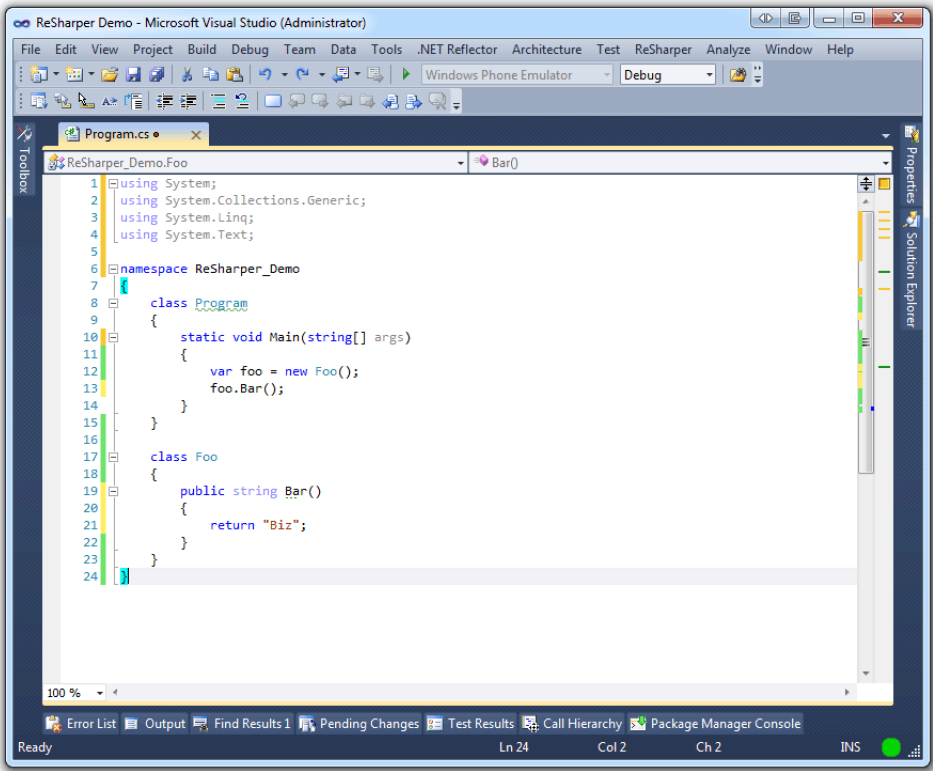 ReSharper Demo - Microsoft Visual Studio (Administrator)
File Edit View Project Build Debug Team Data Tools .NET Reflector Architecture Test ReSharper Analyze Window Help
Windows Phone Emulator Debug
Toolbox
Program.cs
Properties
Solution Explorer
ReSharper_Demo.Foo Bar()
1 using System;
2 using System.Collections.Generic;
3 using System.Linq;
4 using System.Text;
5
6 namespace ReSharper_Demo
7 {
8 class Program
9 {
10 static void Main(string[] args)
11 {
12 var foo = new Foo();
13 foo.Bar();
14 }
15 }
16
17 class Foo
18 {
19 public string Bar()
20 {
21 return "Biz";
22 }
23 }
24 }
100 %
Error List Output Find Results 1 Pending Changes Test Results Call Hierarchy Package Manager Console
Ready Ln 24 Col 2 Ch 2 INS